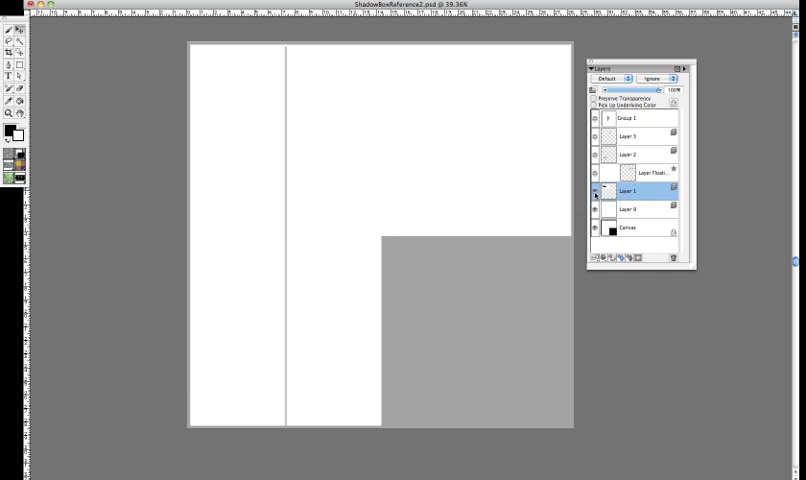 ShadowBoxReference2.psd @ 39.36%
Layers
Default
Ignore
100%
Preserve Transparency
Pick Up Underlying Color
Group 1
Layer 3
Layer 2
Layer Floati...
Layer 1
Layer 9
Canvas